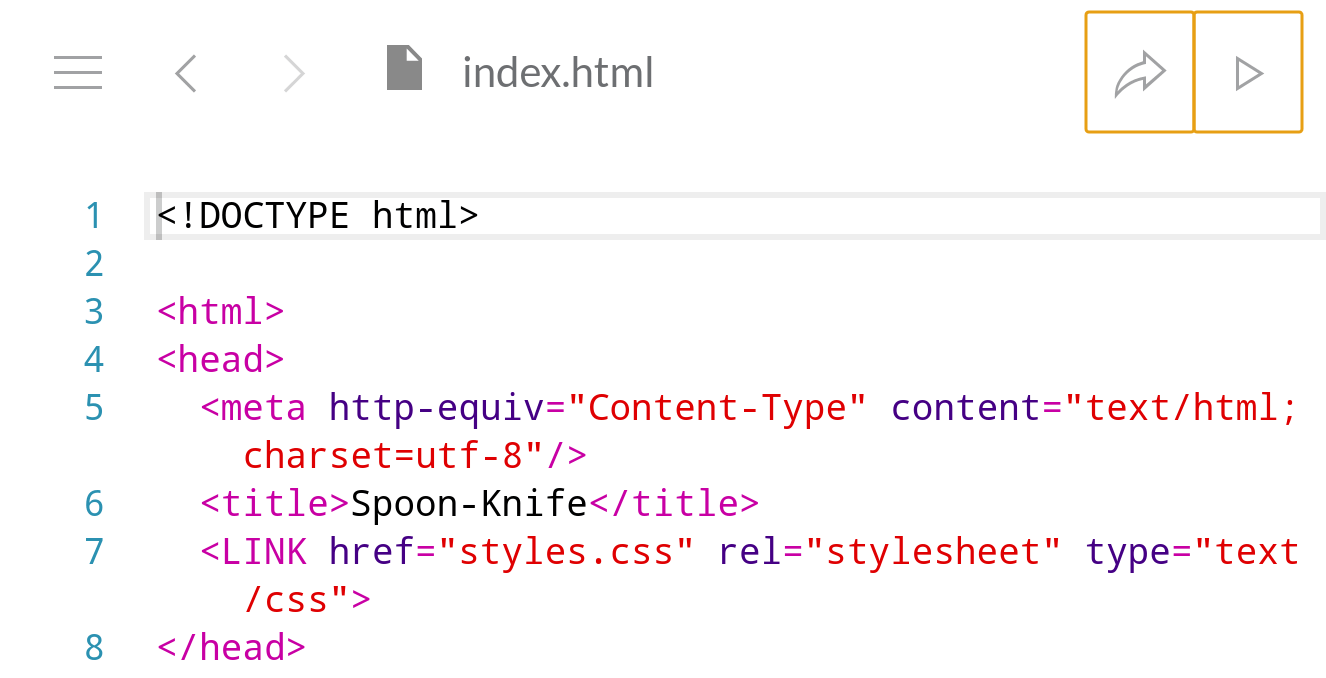 index.html
1 <!DOCTYPE html>
2
3 <html>
4 <head>
5 <meta http-equiv="Content-Type" content="text/html;
charset=utf-8"/>
6 <title>Spoon-Knife</title>
7 <LINK href="styles.css" rel="stylesheet" type="text
/css">
8 </head>